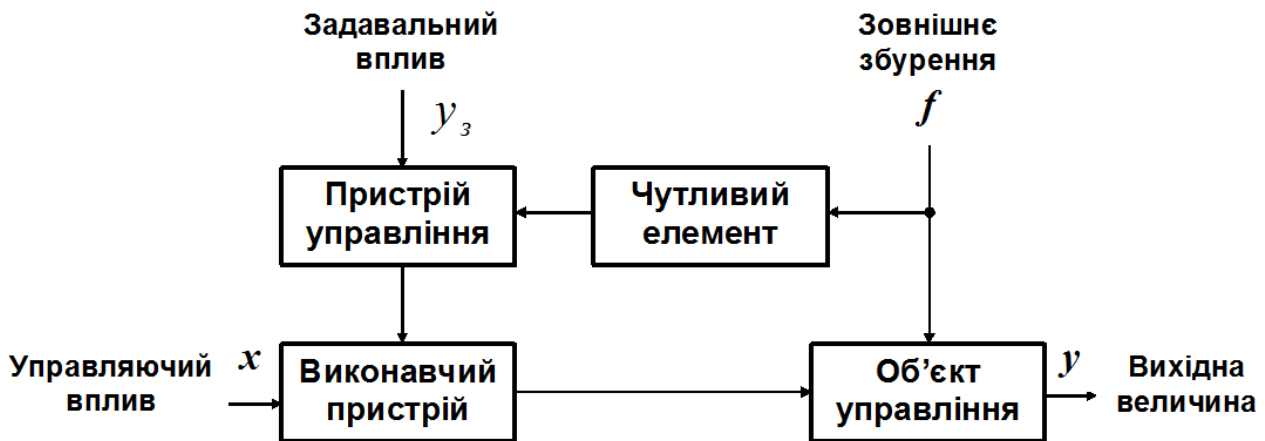 Задавальний
вплив
Зовнішнє
збурення
f
y з
Пристрій
управління
Чутливий
елемент
Управляючий
вплив
x
Виконавчий
пристрій
Об’єкт
управління
y
Вихідна
величина